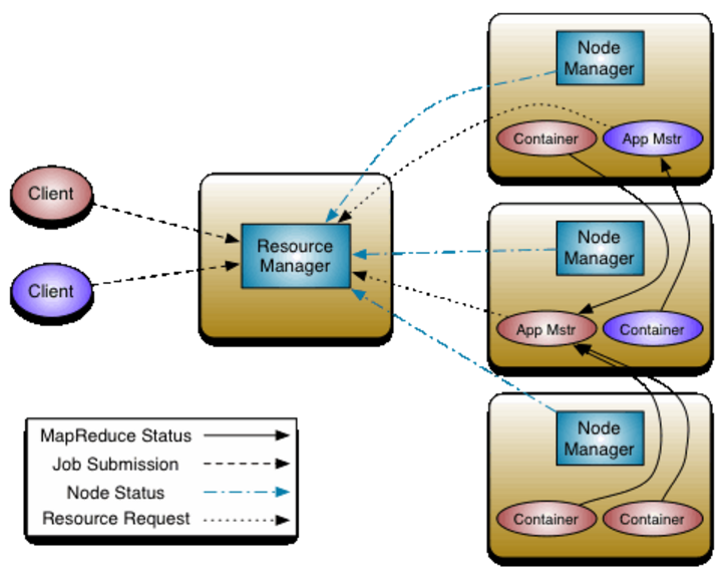 Client
Client
Resource
Manager
Node
Manager
Container
App Mstr
Node
Manager
App Mstr
Container
Node
Manager
Container
Container
MapReduce Status
Job Submission
Node Status
Resource Request